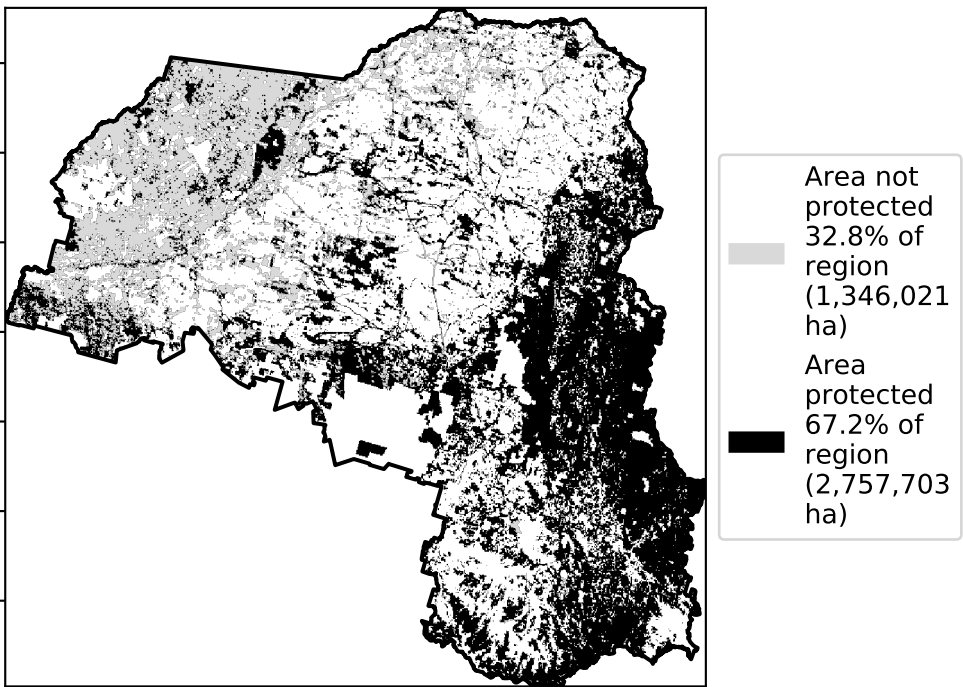 Area not
protected
32.8% of
region
(1,346,021
ha)
Area
protected
67.2% of
region
(2,757,703
ha)